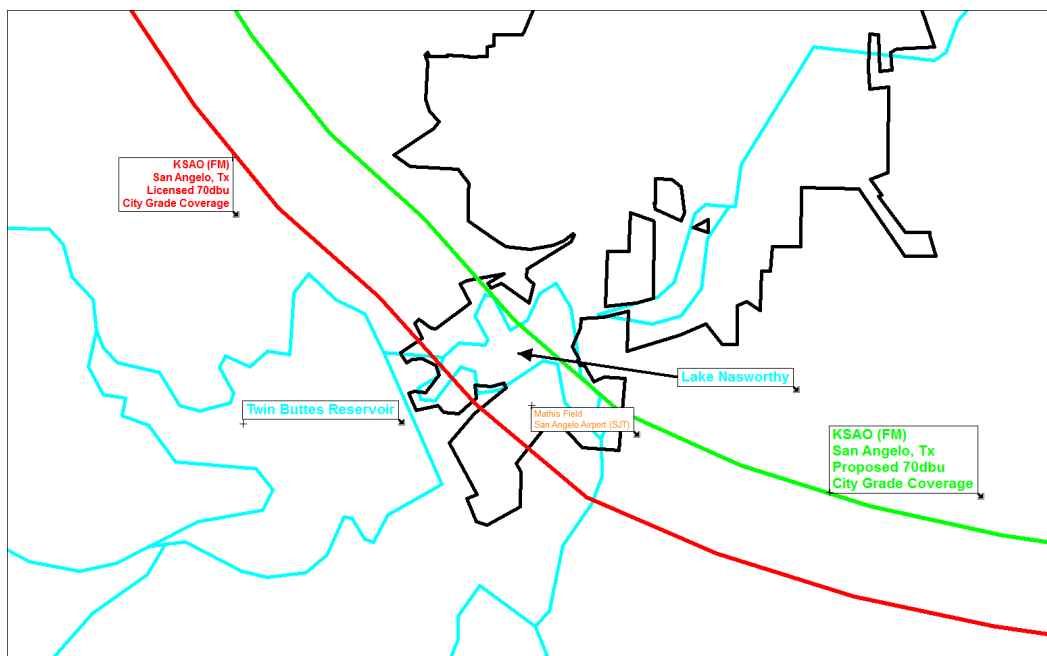 KSAO (FM)
San Angelo, Tx
Licensed 70dbu
City Grade Coverage
Lake Nasworthy
Twin Buttes Reservoir
Mathis Field
San Angelo Airport (SJT)
KSAO (FM)
San Angelo, Tx
Proposed 70dbu
City Grade Coverage